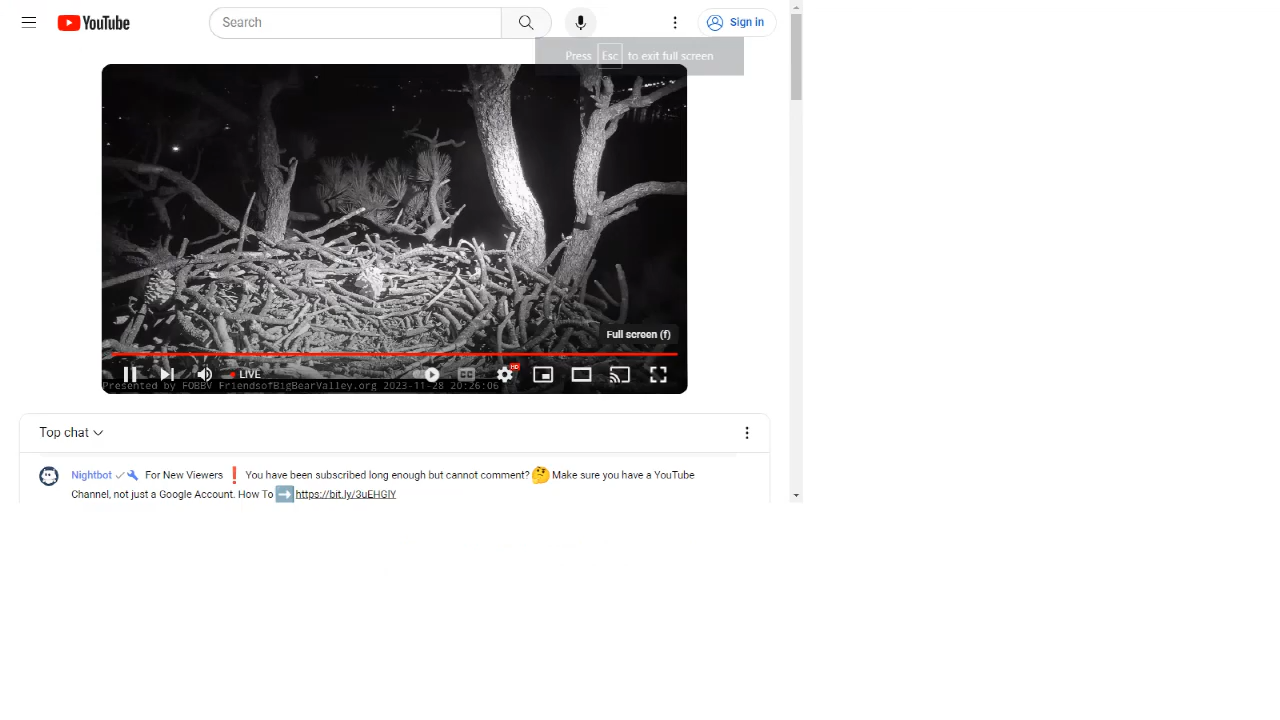 YouTube
Search
Sign in
Press Esc to exit full screen
Full screen (f)
LIVE
CC
HD
Presented by FOBBV FriendsofBigBearValley.org 2023-11-28 20:26:06
Top chat
Nightbot For New Viewers ❗ You have been subscribed long enough but cannot comment? 🤔 Make sure you have a YouTube
Channel, not just a Google Account. How To ➡️ https://bit.ly/3uEHGlY